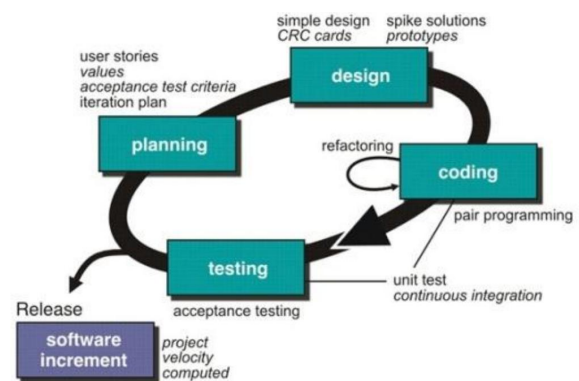 simple design
CRC cards
spike solutions
prototypes
design
user stories
values
acceptance test criteria
iteration plan
planning
refactoring
coding
pair programming
testing
unit test
continuous integration
acceptance testing
Release
software
increment
project
velocity
computed